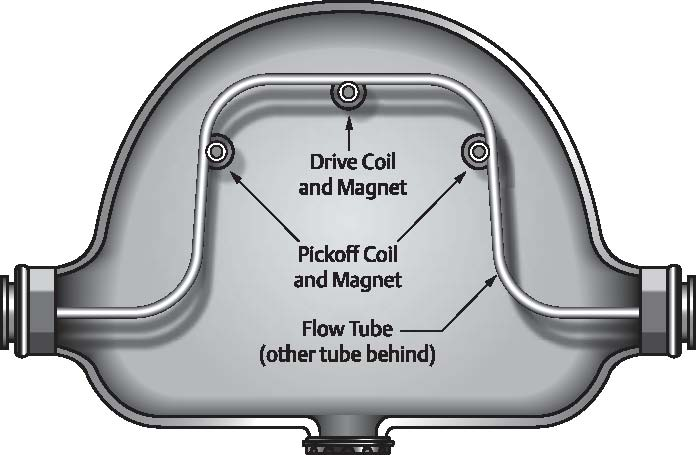 Drive Coil
and Magnet
Pickoff Coil
and Magnet
Flow Tube
(other tube behind)